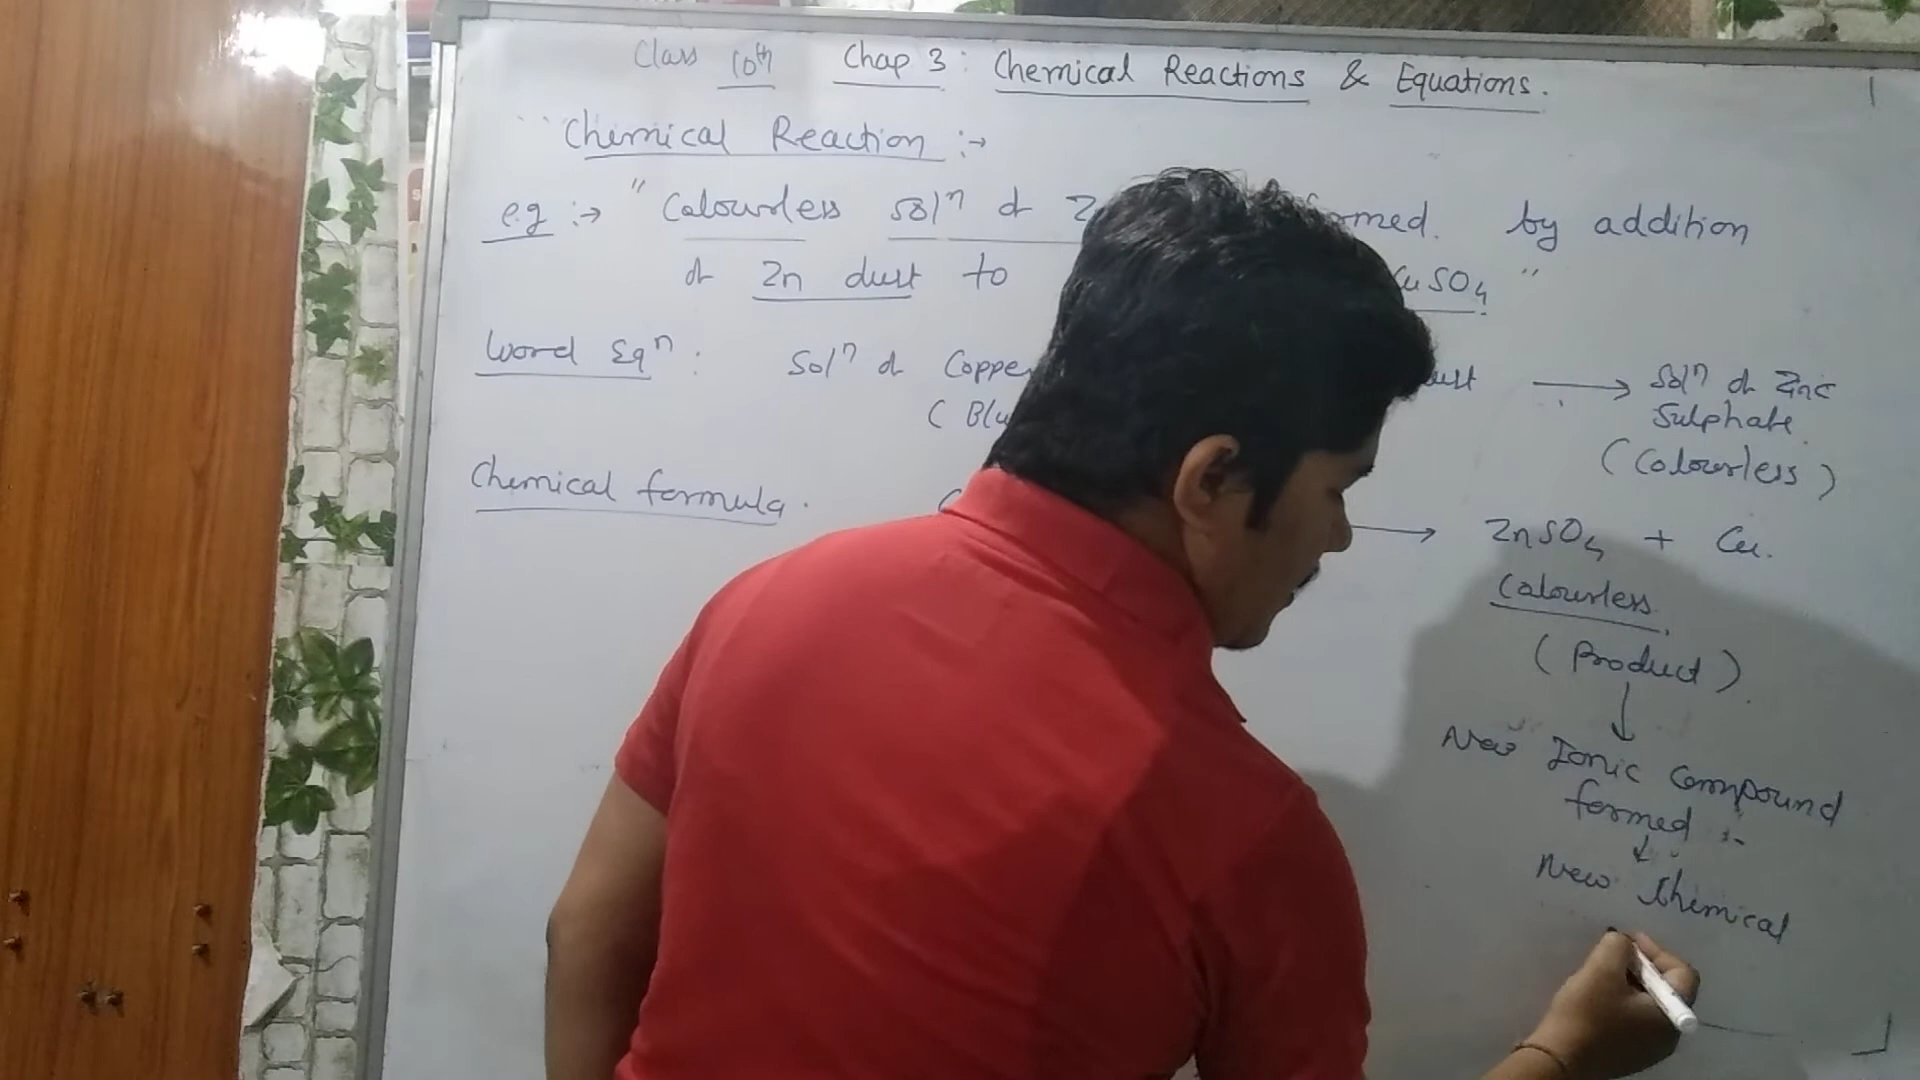 Class 10th Chap 3 : Chemical Reactions & Equations.
Chemical Reaction :→
e.g :→ " Colourless solⁿ of Z formed. by addition
of Zn dust to CuSO4 "
Word Eqⁿ : Solⁿ of Coppe ust → Solⁿ of Zinc
Sulphate.
( Blu ( Colourless )
Chemical formula. → ZnSO4 + Cu.
Colourless.
( Product )
↓
New Ionic Compound
formed :-
↓
New Chemical